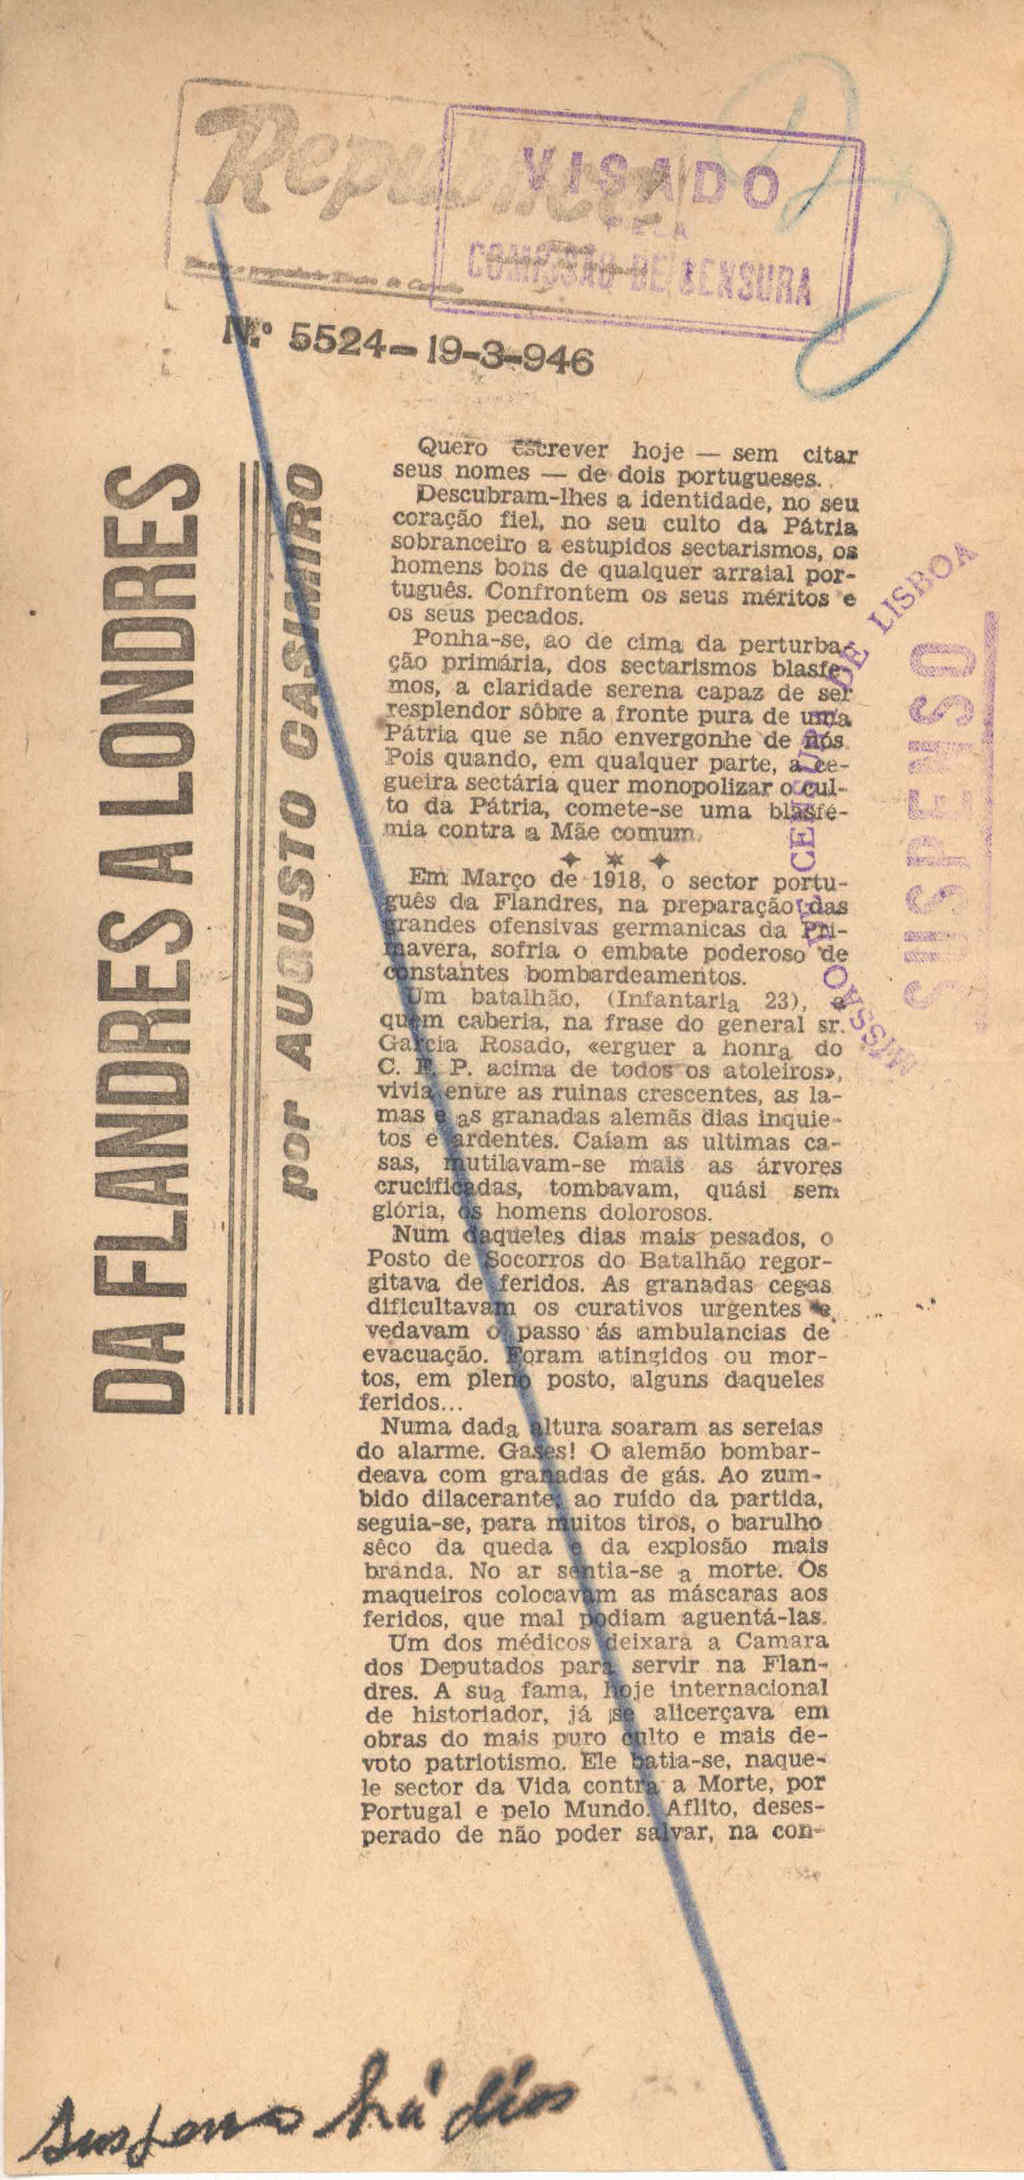 República
VISADO
PELA
COMISSÃO DE CENSURA
N.º 5524-19-3-946
DA FLANDRES A LONDRES
por AUGUSTO CASIMIRO
Quero escrever hoje — sem citar
seus nomes — de dois portugueses.
Descubram-lhes a identidade, no seu
coração fiel, no seu culto da Pátria
sobranceiro a estupidos sectarismos, os
homens bons de qualquer arraial por-
tuguês. Confrontem os seus méritos e
os seus pecados.
Ponha-se, ao de cima da perturba-
ção primária, dos sectarismos blasfe-
mos, a claridade serena capaz de ser
resplendor sôbre a fronte pura de uma
Pátria que se não envergonhe de nós.
Pois quando, em qualquer parte, a ce-
gueira sectária quer monopolizar o cul-
to da Pátria, comete-se uma blasfé-
mia contra a Mãe comum.
Em Março de 1918, o sector portu-
guês da Flandres, na preparação das
grandes ofensivas germanicas da Pri-
mavera, sofria o embate poderoso de
constantes bombardeamentos.
Um batalhão, (Infantaria 23), a
quem caberia, na frase do general sr.
Garcia Rosado, «erguer a honra do
C. E. P. acima de todos os atoleiros»,
vivia entre as ruinas crescentes, as la-
mas e as granadas alemãs dias inquie-
tos e ardentes. Caiam as ultimas ca-
sas, mutilavam-se mais as árvores
crucificadas, tombavam, quási sem
glória, os homens dolorosos.
Num daqueles dias mais pesados, o
Posto de Socorros do Batalhão regor-
gitava de feridos. As granadas cegas
dificultavam os curativos urgentes e
vedavam o passo ás ambulancias de
evacuação. Foram atingidos ou mor-
tos, em pleno posto, alguns daqueles
feridos...
Numa dada altura soaram as sereias
do alarme. Gases! O alemão bombar-
deava com granadas de gás. Ao zum-
bido dilacerante, ao ruído da partida,
seguia-se, para muitos tiros, o barulho
sêco da queda e da explosão mais
branda. No ar sentia-se a morte. Os
maqueiros colocavam as máscaras aos
feridos, que mal podiam aguentá-las.
Um dos médicos deixara a Camara
dos Deputados para servir na Flan-
dres. A sua fama, hoje internacional
de historiador, já se alicerçava em
obras do mais puro culto e mais de-
voto patriotismo. Ele batia-se, naque-
le sector da Vida contra a Morte, por
Portugal e pelo Mundo. Aflito, deses-
perado de não poder salvar, na con-
MISSÃO DE CENSURA DE LISBOA
SUSPENSO
suspenso há dias